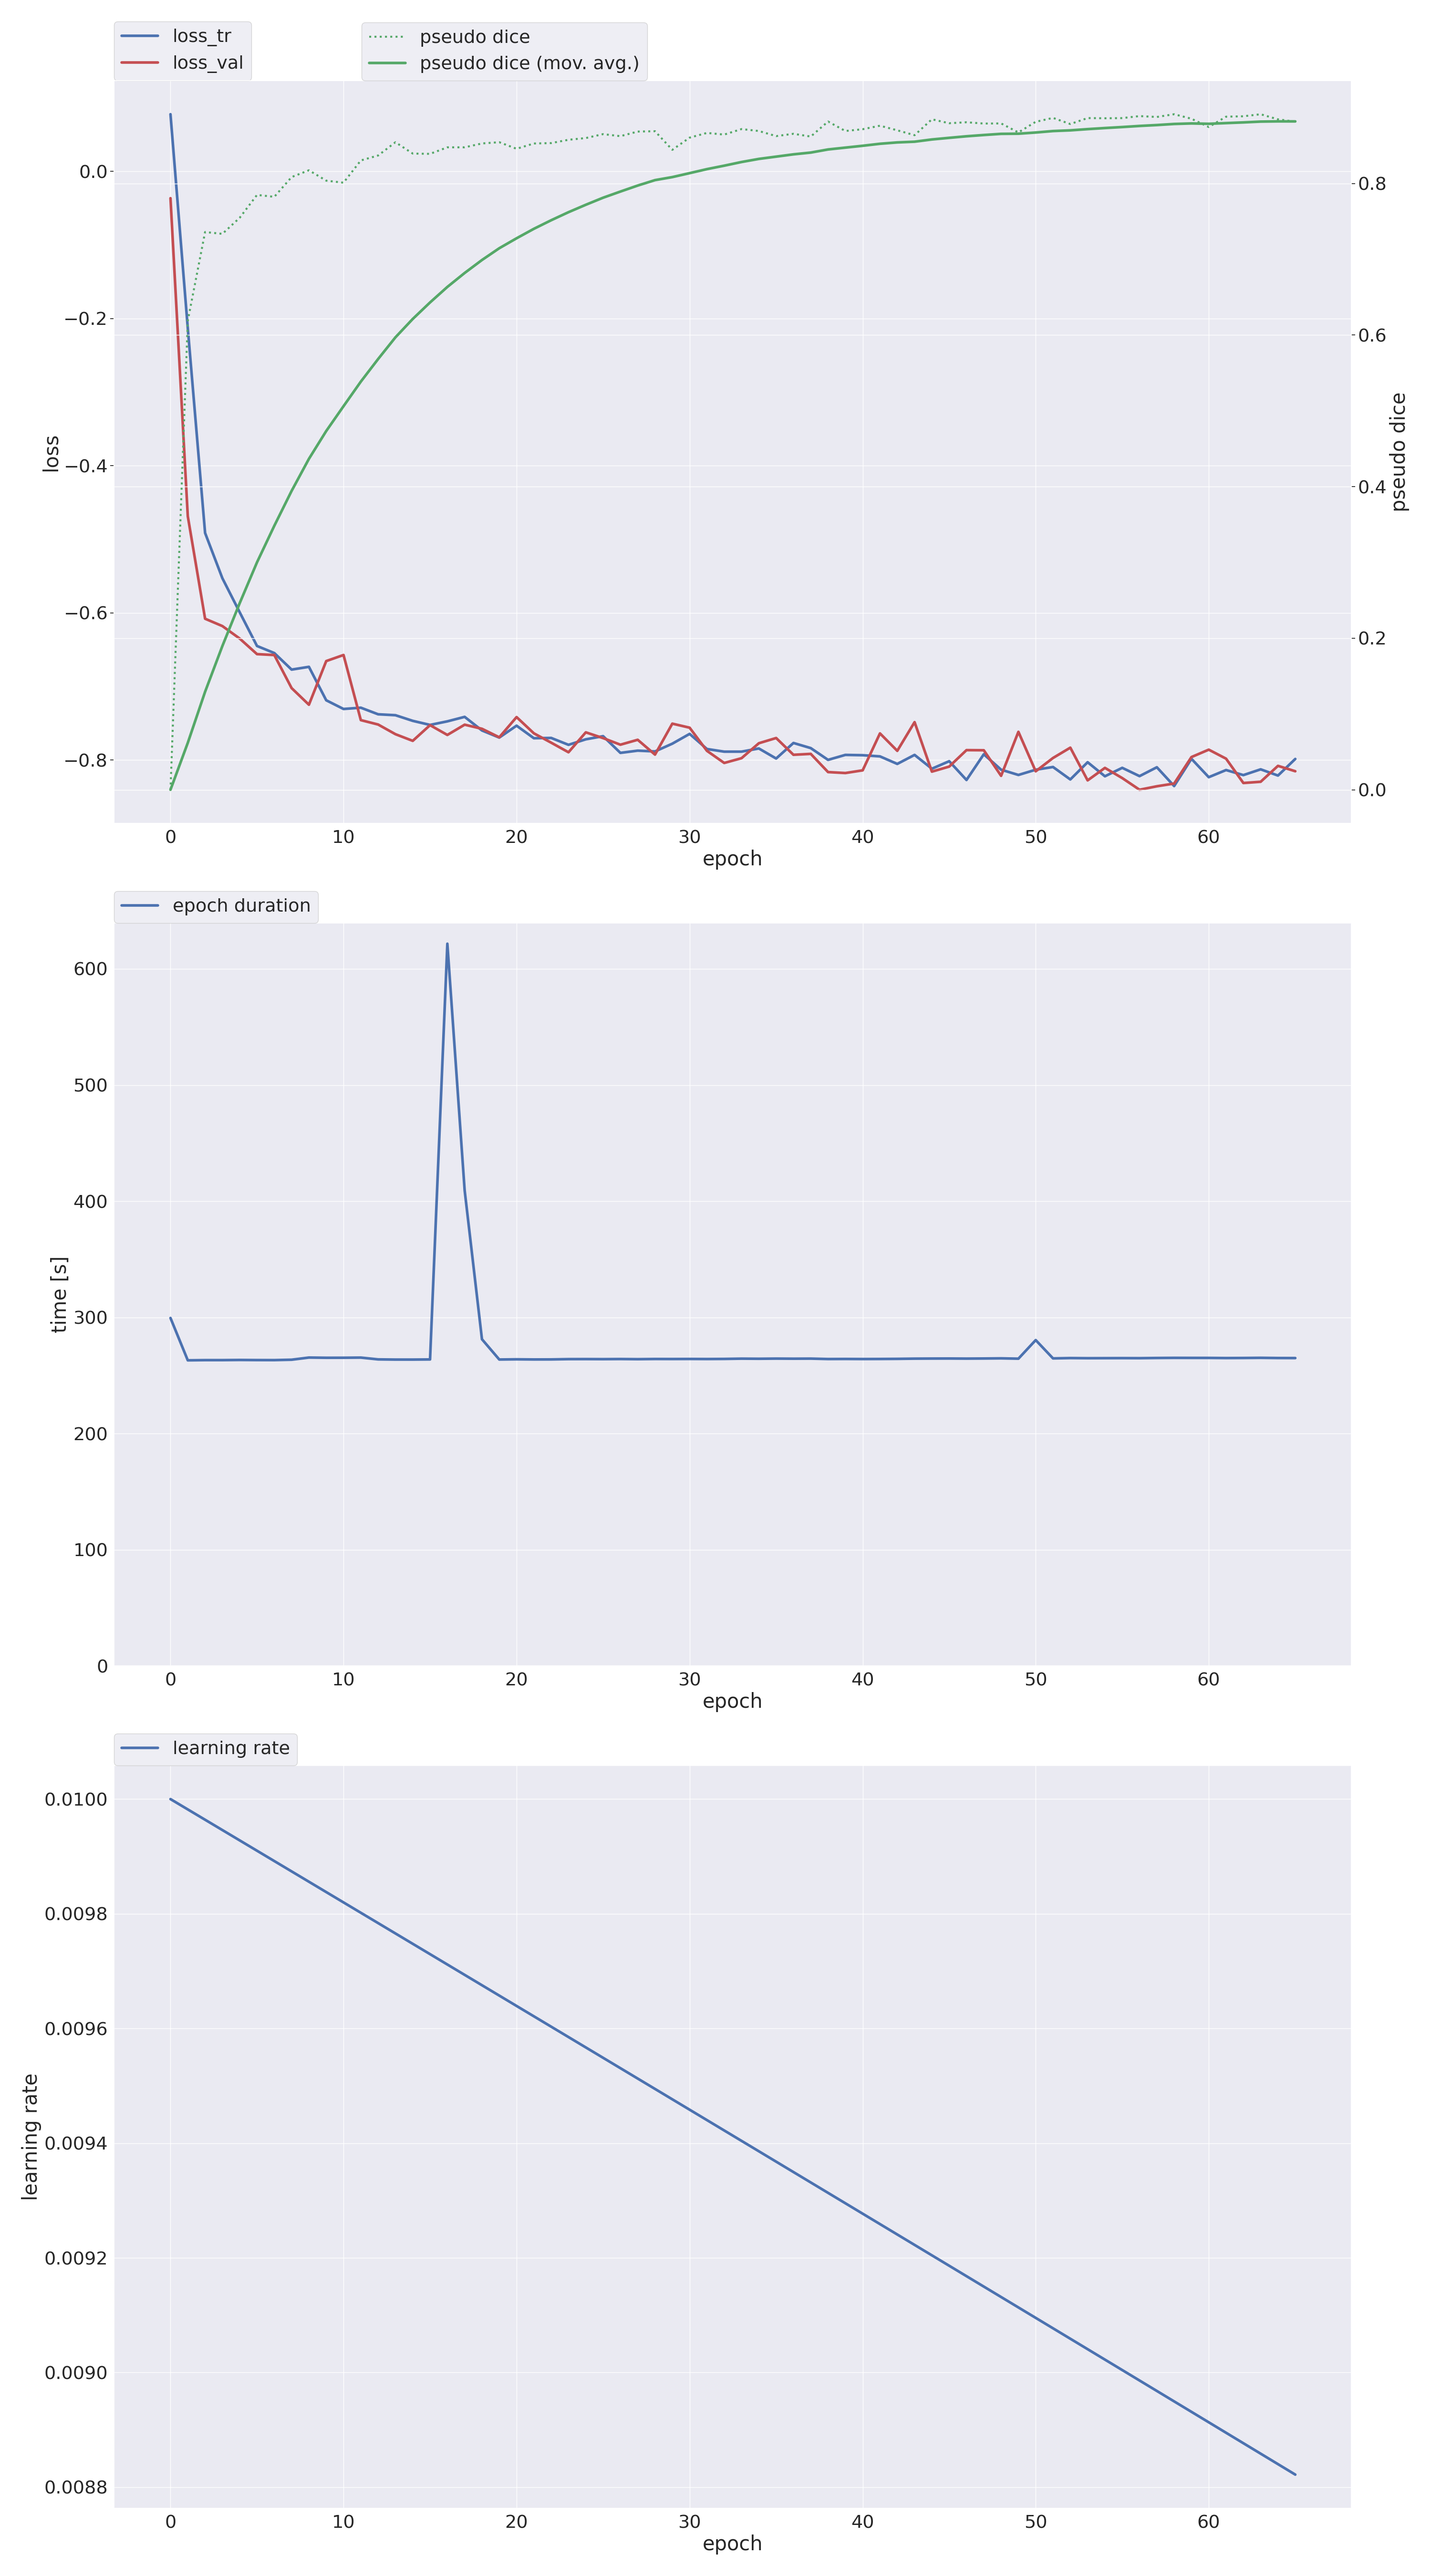 loss_tr
loss_val
pseudo dice
pseudo dice (mov. avg.)
0.0
−0.2
−0.4
−0.6
−0.8
loss
0.8
0.6
0.4
0.2
0.0
pseudo dice
0 10 20 30 40 50 60
epoch
epoch duration
600
500
400
300
200
100
0
time [s]
0 10 20 30 40 50 60
epoch
learning rate
0.0100
0.0098
0.0096
0.0094
0.0092
0.0090
0.0088
learning rate
0 10 20 30 40 50 60
epoch